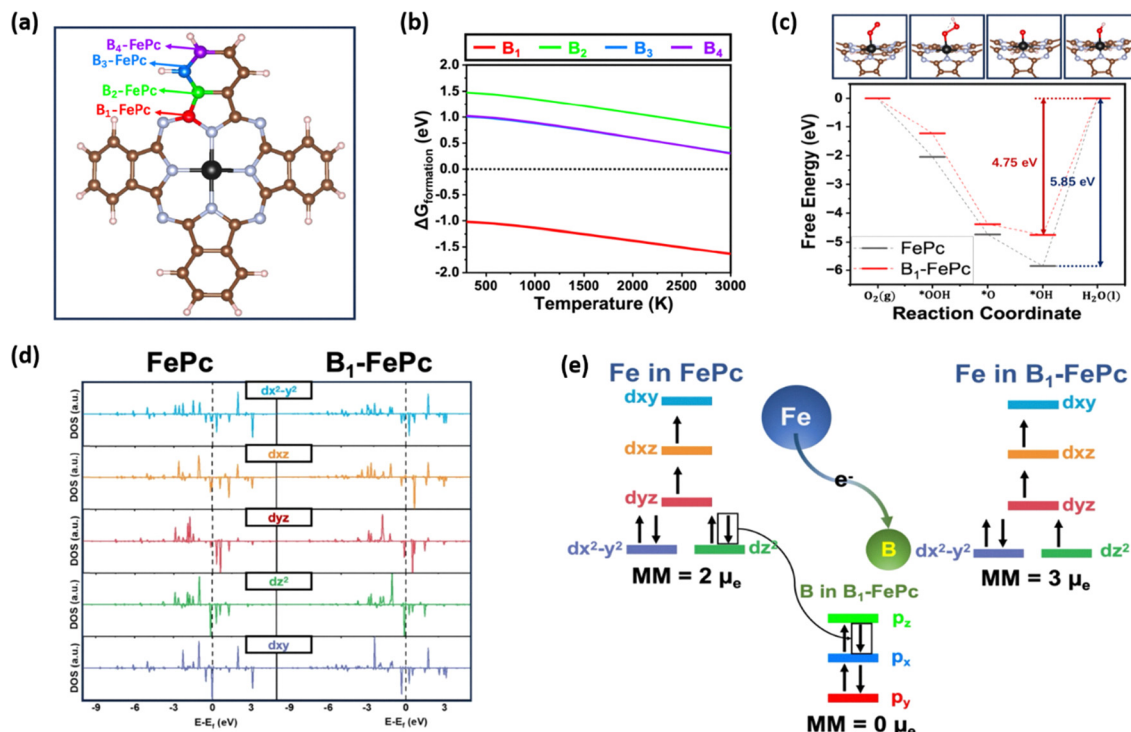 (a)
B₄-FePc
B₃-FePc
B₂-FePc
B₁-FePc
(b)
B₁ B₂ B₃ B₄
ΔG_formation (eV)
2.0
1.5
1.0
0.5
0.0
-0.5
-1.0
-1.5
-2.0
500 1000 1500 2000 2500 3000
Temperature (K)
(c)
Free Energy (eV)
0
−1
−2
−3
−4
−5
−6
4.75 eV
5.85 eV
FePc
B₁-FePc
O₂(g) *OOH *O *OH H₂O(l)
Reaction Coordinate
(d)
FePc B₁-FePc
DOS (a.u.) dx²-y²
DOS (a.u.) dxz
DOS (a.u.) dyz
DOS (a.u.) dz²
DOS (a.u.) dxy
-9 -6 -3 0 3 -9 -6 -3 0 3
E-Ef (eV) E-Ef (eV)
(e)
Fe in FePc
dxy
dxz
dyz
dx²-y² dz²
MM = 2 μe
Fe
e-
B
B in B₁-FePc
pz
px
py
MM = 0 μe
Fe in B₁-FePc
dxy
dxz
dyz
dx²-y² dz²
MM = 3 μe